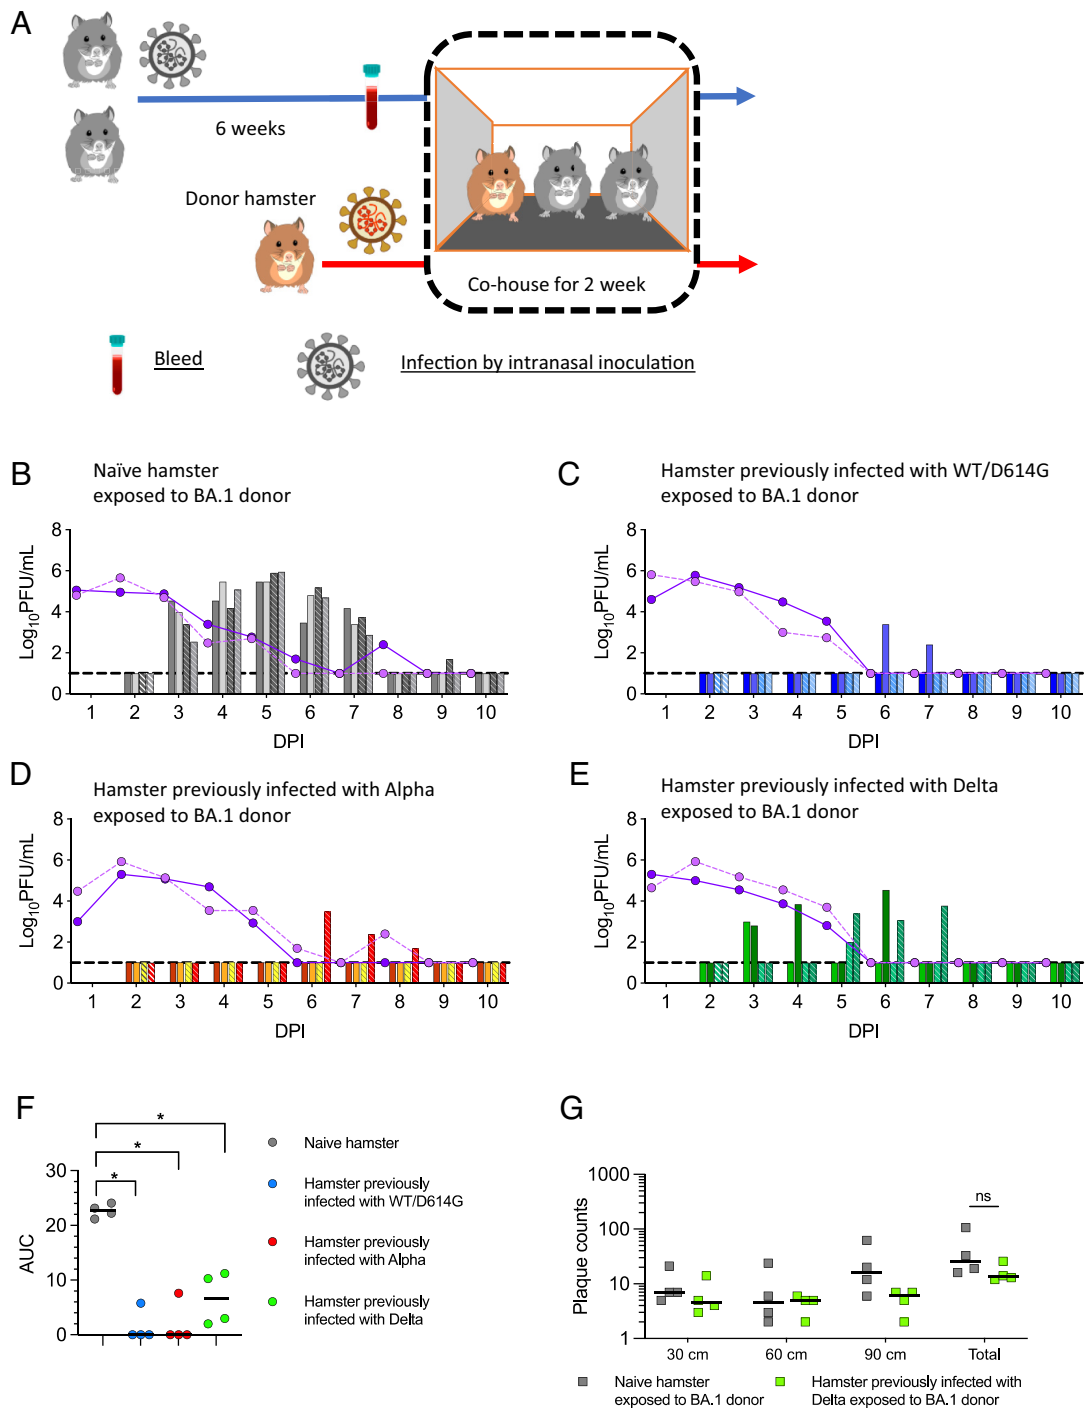 A
6 weeks
Donor hamster
Co-house for 2 week
Bleed
Infection by intranasal inoculation
B
Naïve hamster
exposed to BA.1 donor
Log10PFU/mL
8
6
4
2
0
1 2 3 4 5 6 7 8 9 10
DPI
C
Hamster previously infected with WT/D614G
exposed to BA.1 donor
Log10PFU/mL
8
6
4
2
0
1 2 3 4 5 6 7 8 9 10
DPI
D
Hamster previously infected with Alpha
exposed to BA.1 donor
Log10PFU/mL
8
6
4
2
0
1 2 3 4 5 6 7 8 9 10
DPI
E
Hamster previously infected with Delta
exposed to BA.1 donor
Log10PFU/mL
8
6
4
2
0
1 2 3 4 5 6 7 8 9 10
DPI
F
*
*
*
AUC
30
20
10
0
Naive hamster
Hamster previously
infected with WT/D614G
Hamster previously
infected with Alpha
Hamster previously
infected with Delta
G
Plaque counts
1000
100
10
1
ns
30 cm 60 cm 90 cm Total
Naive hamster
exposed to BA.1 donor
Hamster previously infected with
Delta exposed to BA.1 donor